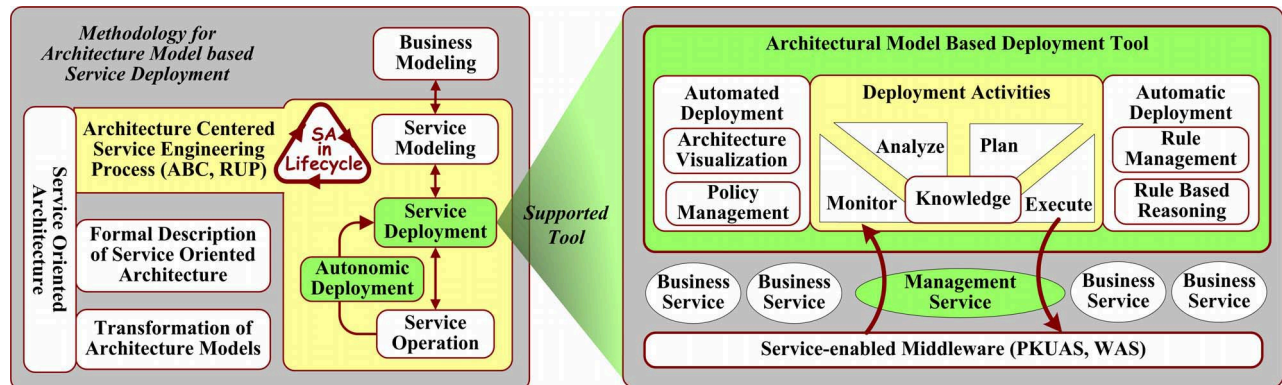 Methodology for
Architecture Model based
Service Deployment
Business
Modeling
Service Oriented
Architecture
Architecture Centered
Service Engineering
Process (ABC, RUP)
SA
in
Lifecycle
Service
Modeling
Formal Description
of Service Oriented
Architecture
Service
Deployment
Autonomic
Deployment
Transformation of
Architecture Models
Service
Operation
Supported
Tool
Architectural Model Based Deployment Tool
Automated
Deployment
Architecture
Visualization
Policy
Management
Deployment Activities
Analyze
Plan
Monitor
Knowledge
Execute
Automatic
Deployment
Rule
Management
Rule Based
Reasoning
Business
Service
Business
Service
Management
Service
Business
Service
Business
Service
Service-enabled Middleware (PKUAS, WAS)